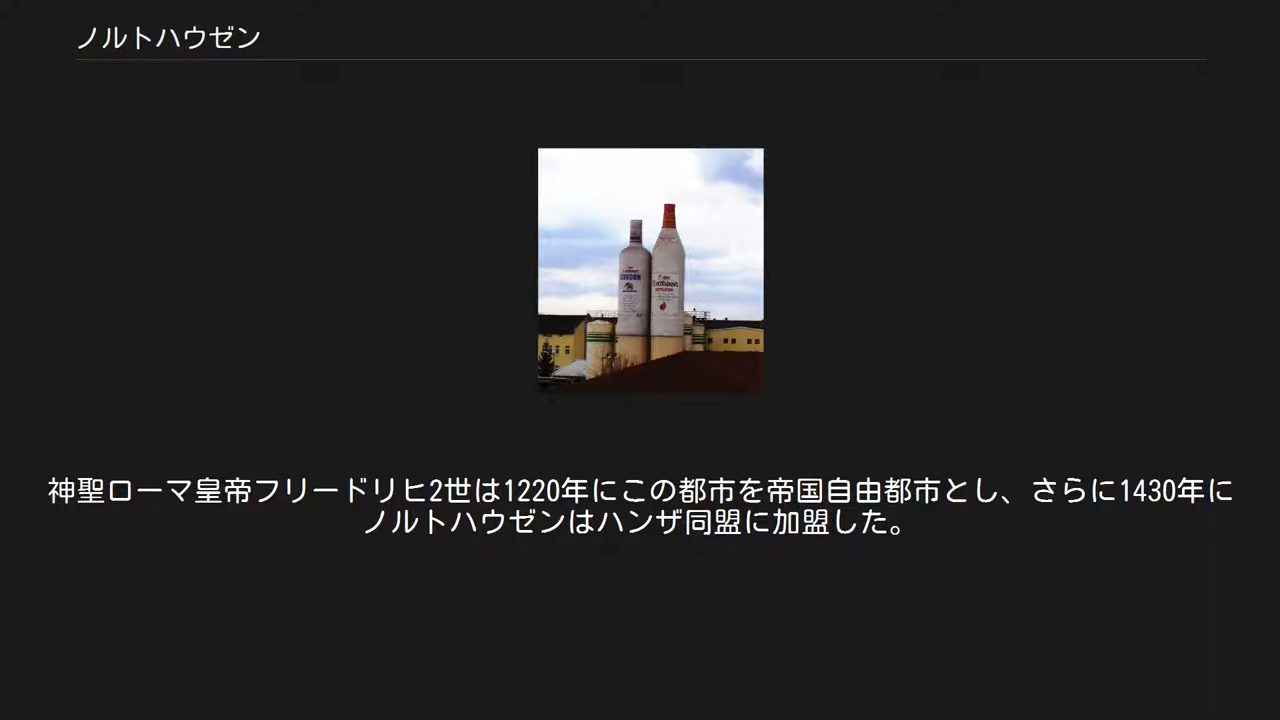 ノルトハウゼン
神聖ローマ皇帝フリードリヒ2世は1220年にこの都市を帝国自由都市とし、さらに1430年に
ノルトハウゼンはハンザ同盟に加盟した。